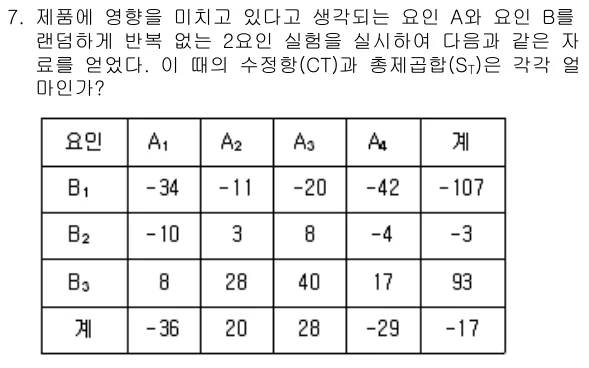 7. 제품에 영향을 미치고 있다고 생각되는 요인 A와 요인 B를
랜덤하게 반복 없는 2요인 실험을 실시하여 다음과 같은 자
료를 얻었다. 이 때의 수정항(CT)과 총제곱합(S_T)은 각각 얼
마인가?
요인 A₁ A₂ A₃ A₄ 계
B₁ -34 -11 -20 -42 -107
B₂ -10 3 8 -4 -3
B₃ 8 28 40 17 93
계 -36 20 28 -29 -17